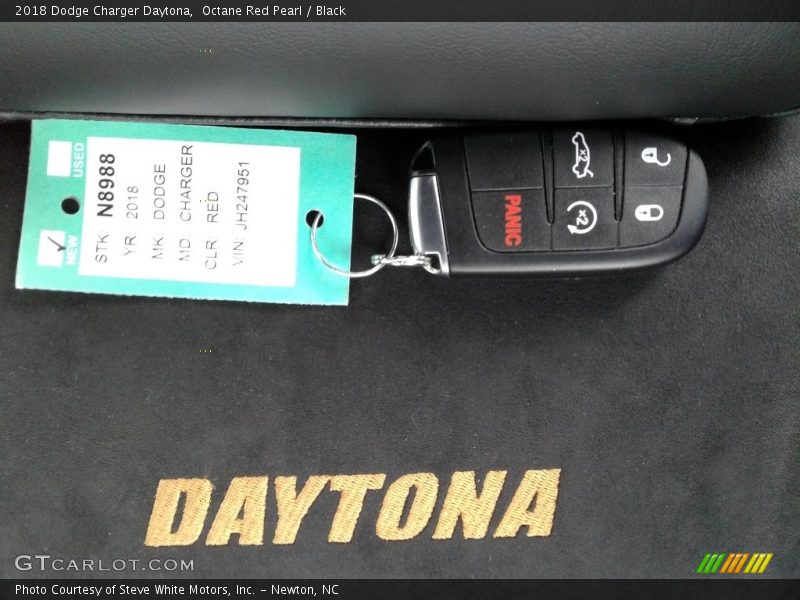 2018 Dodge Charger Daytona,  Octane Red Pearl / Black
USED
NEW
STK: N8988
YR: 2018
MK: DODGE
MD: CHARGER
CLR: RED
VIN: JH247951
PANIC
x2
x2
DAYTONA
GTCARLOT.COM
Photo Courtesy of Steve White Motors, Inc. – Newton, NC